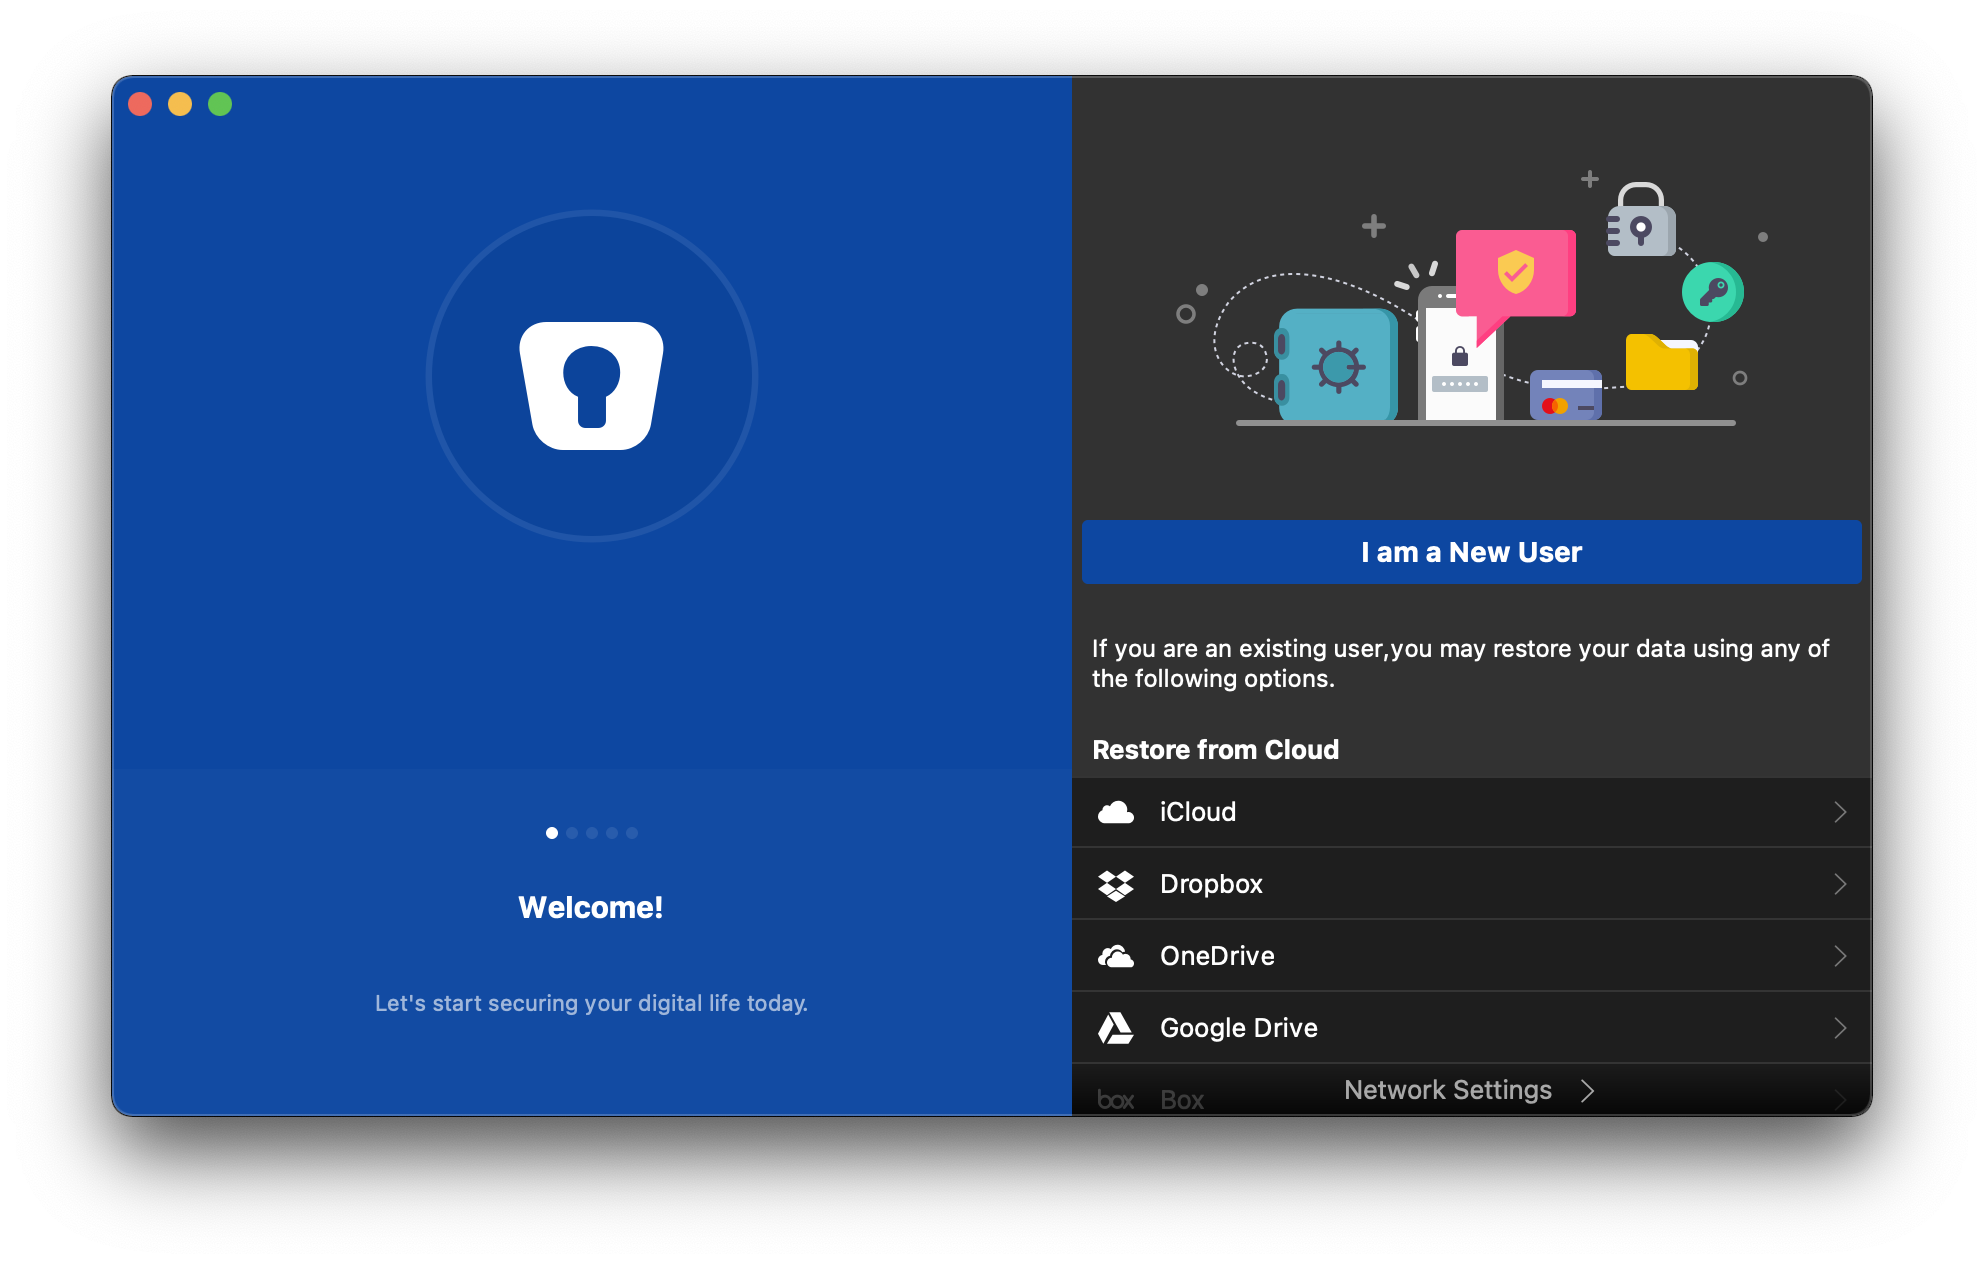 Welcome!
Let's start securing your digital life today.
I am a New User
If you are an existing user,you may restore your data using any of
the following options.
Restore from Cloud
iCloud
Dropbox
OneDrive
Google Drive
box Box
Network Settings